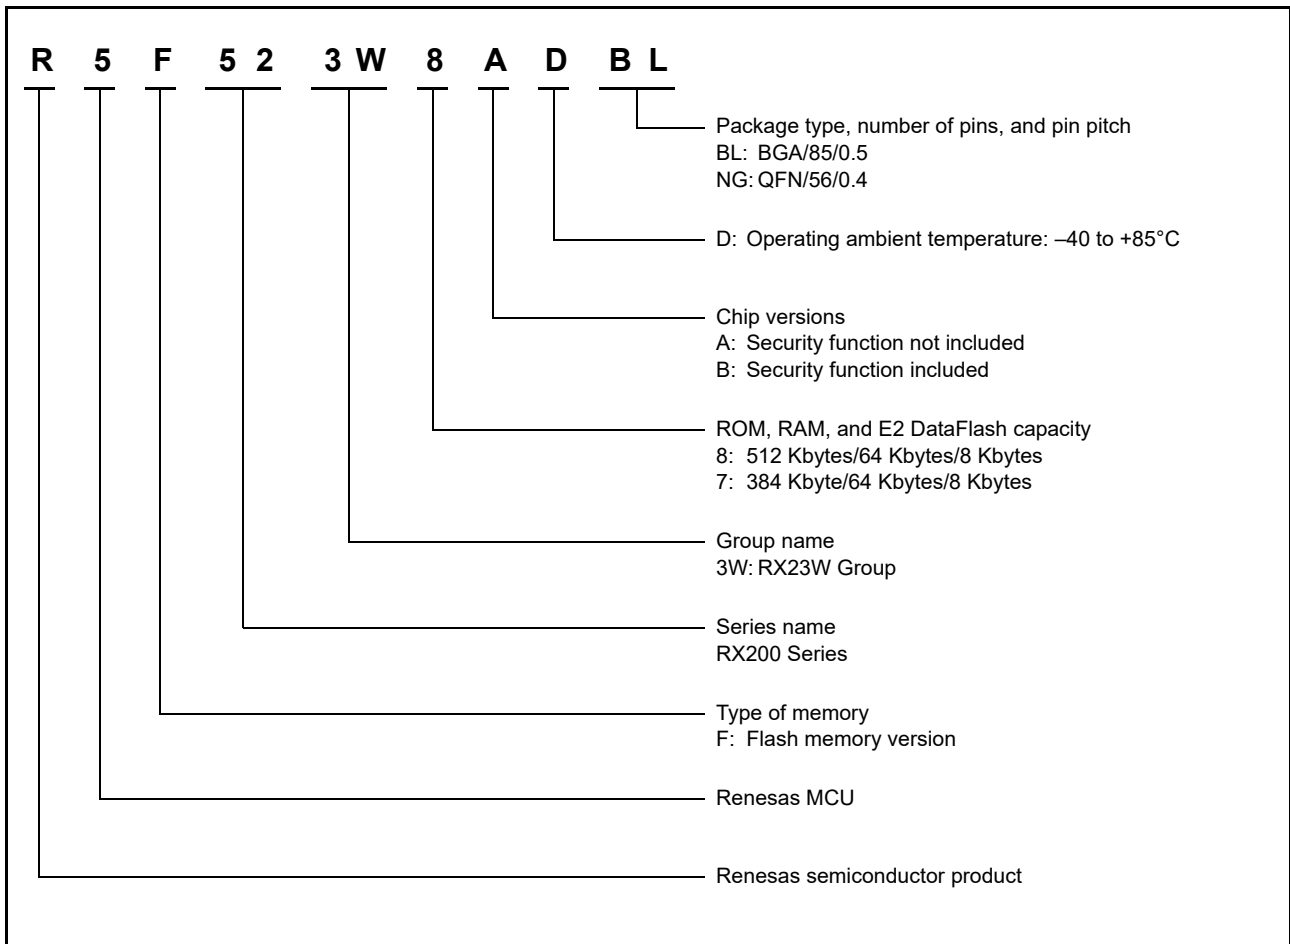 R 5 F 5 2 3 W 8 A D B L
Package type, number of pins, and pin pitch
BL: BGA/85/0.5
NG: QFN/56/0.4
D: Operating ambient temperature: –40 to +85°C
Chip versions
A: Security function not included
B: Security function included
ROM, RAM, and E2 DataFlash capacity
8: 512 Kbytes/64 Kbytes/8 Kbytes
7: 384 Kbyte/64 Kbytes/8 Kbytes
Group name
3W: RX23W Group
Series name
RX200 Series
Type of memory
F: Flash memory version
Renesas MCU
Renesas semiconductor product